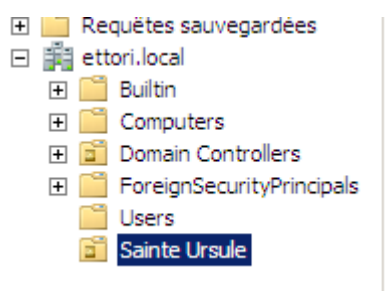 Requêtes sauvegardées
ettori.local
Builtin
Computers
Domain Controllers
ForeignSecurityPrincipals
Users
Sainte Ursule